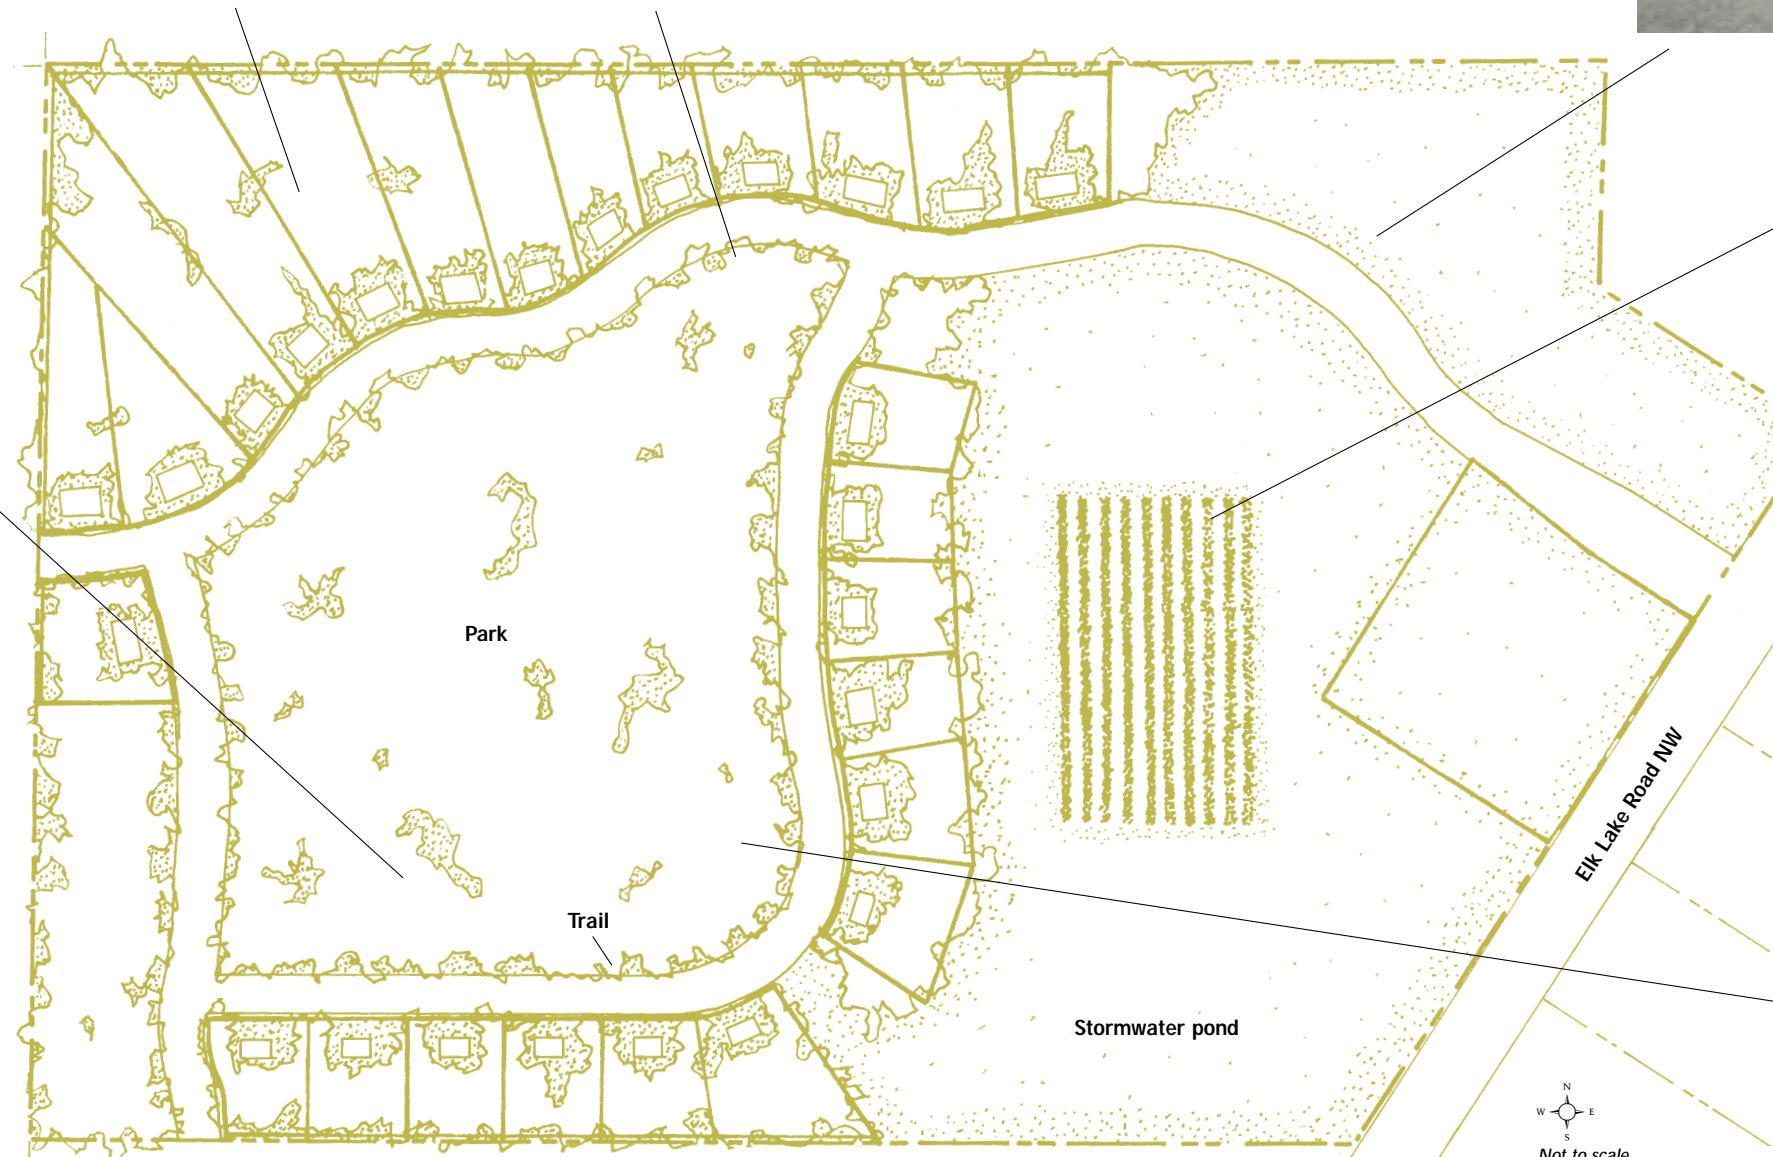 Park
Trail
Elk Lake Road NW
Stormwater pond
N
W E
S
Not to scale